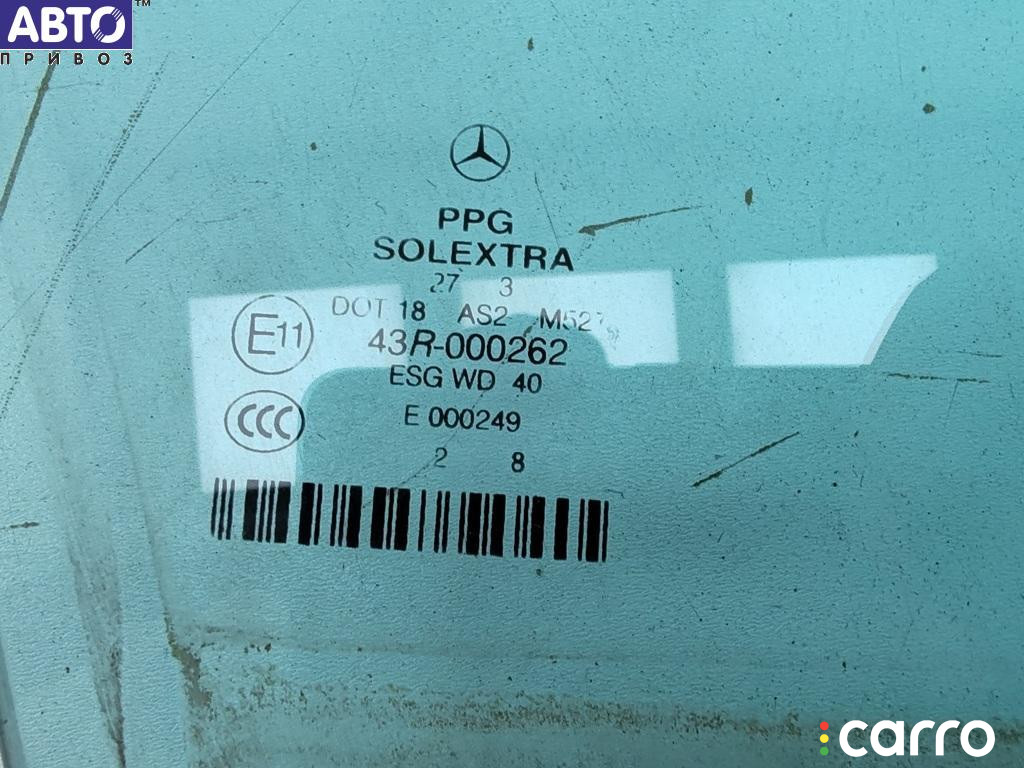 АВТО™
ПРИВОЗ
PPG
SOLEXTRA
27 3
DOT 18 AS2
E11
43R-000262
ESG WD 40
CCC
E 000249
2 8
carro